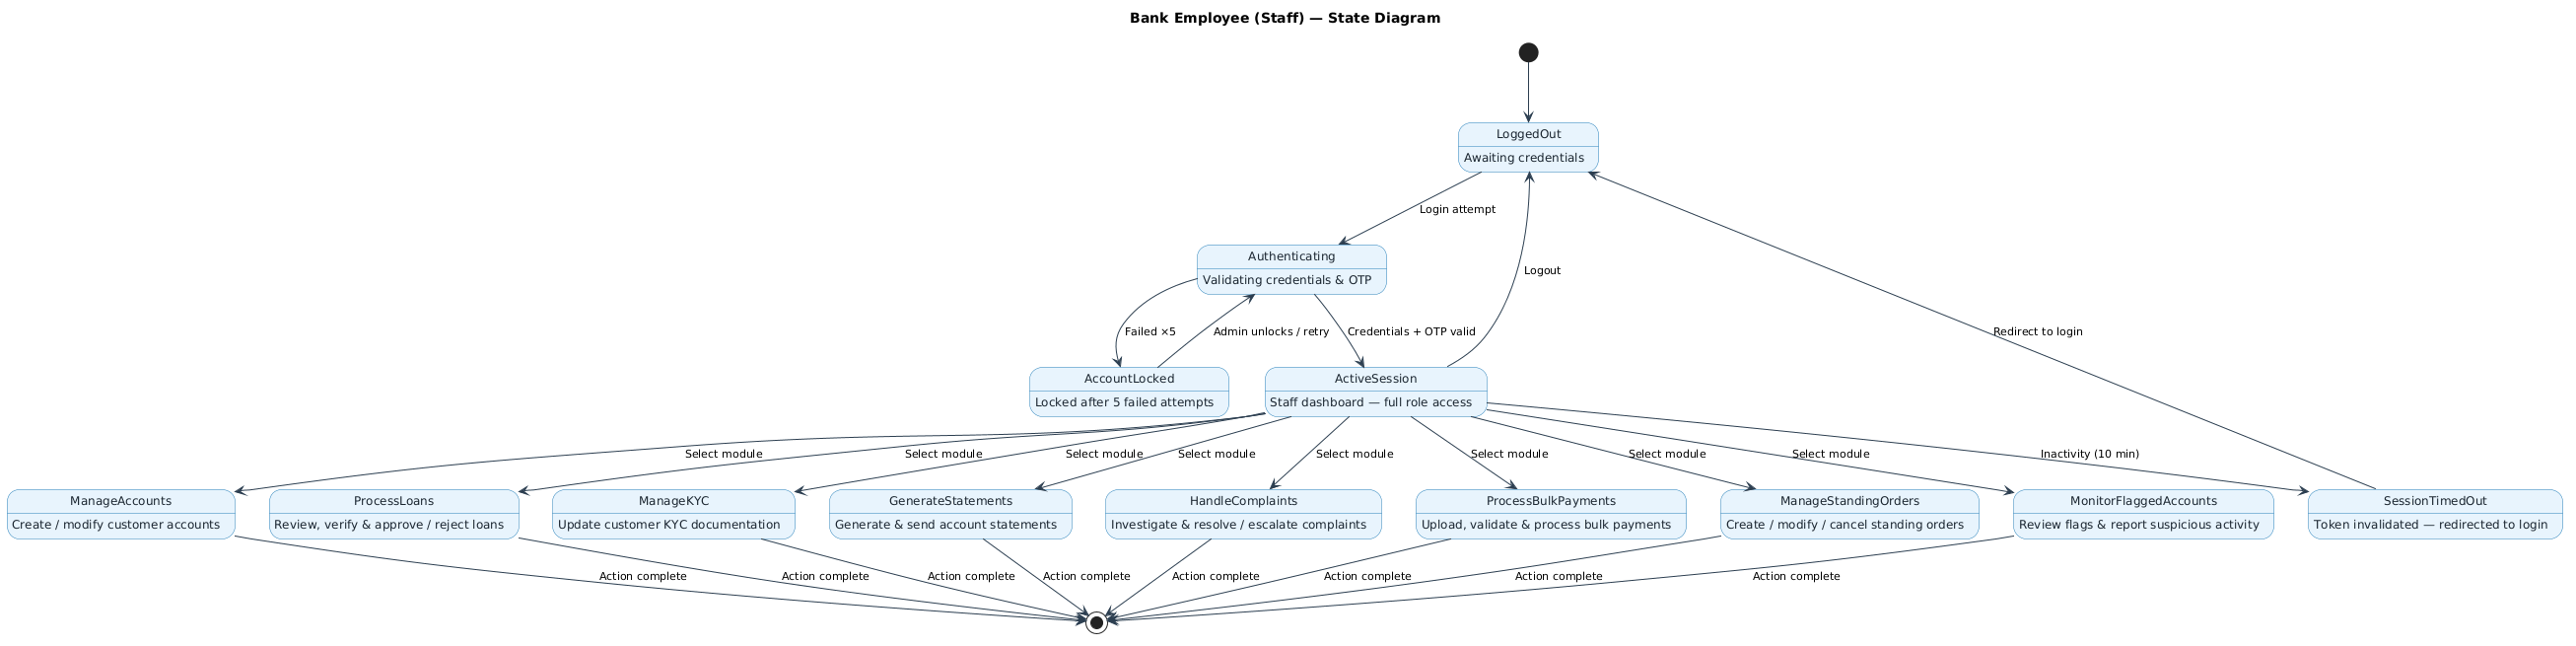 Bank Employee (Staff) — State Diagram
LoggedOut
Awaiting credentials
Login attempt
Authenticating
Validating credentials & OTP
Logout
Failed ×5
Admin unlocks / retry
Credentials + OTP valid
Redirect to login
AccountLocked
Locked after 5 failed attempts
ActiveSession
Staff dashboard — full role access
Select module
Select module
Select module
Select module
Select module
Select module
Select module
Select module
Inactivity (10 min)
ManageAccounts
Create / modify customer accounts
ProcessLoans
Review, verify & approve / reject loans
ManageKYC
Update customer KYC documentation
GenerateStatements
Generate & send account statements
HandleComplaints
Investigate & resolve / escalate complaints
ProcessBulkPayments
Upload, validate & process bulk payments
ManageStandingOrders
Create / modify / cancel standing orders
MonitorFlaggedAccounts
Review flags & report suspicious activity
SessionTimedOut
Token invalidated — redirected to login
Action complete
Action complete
Action complete
Action complete
Action complete
Action complete
Action complete
Action complete